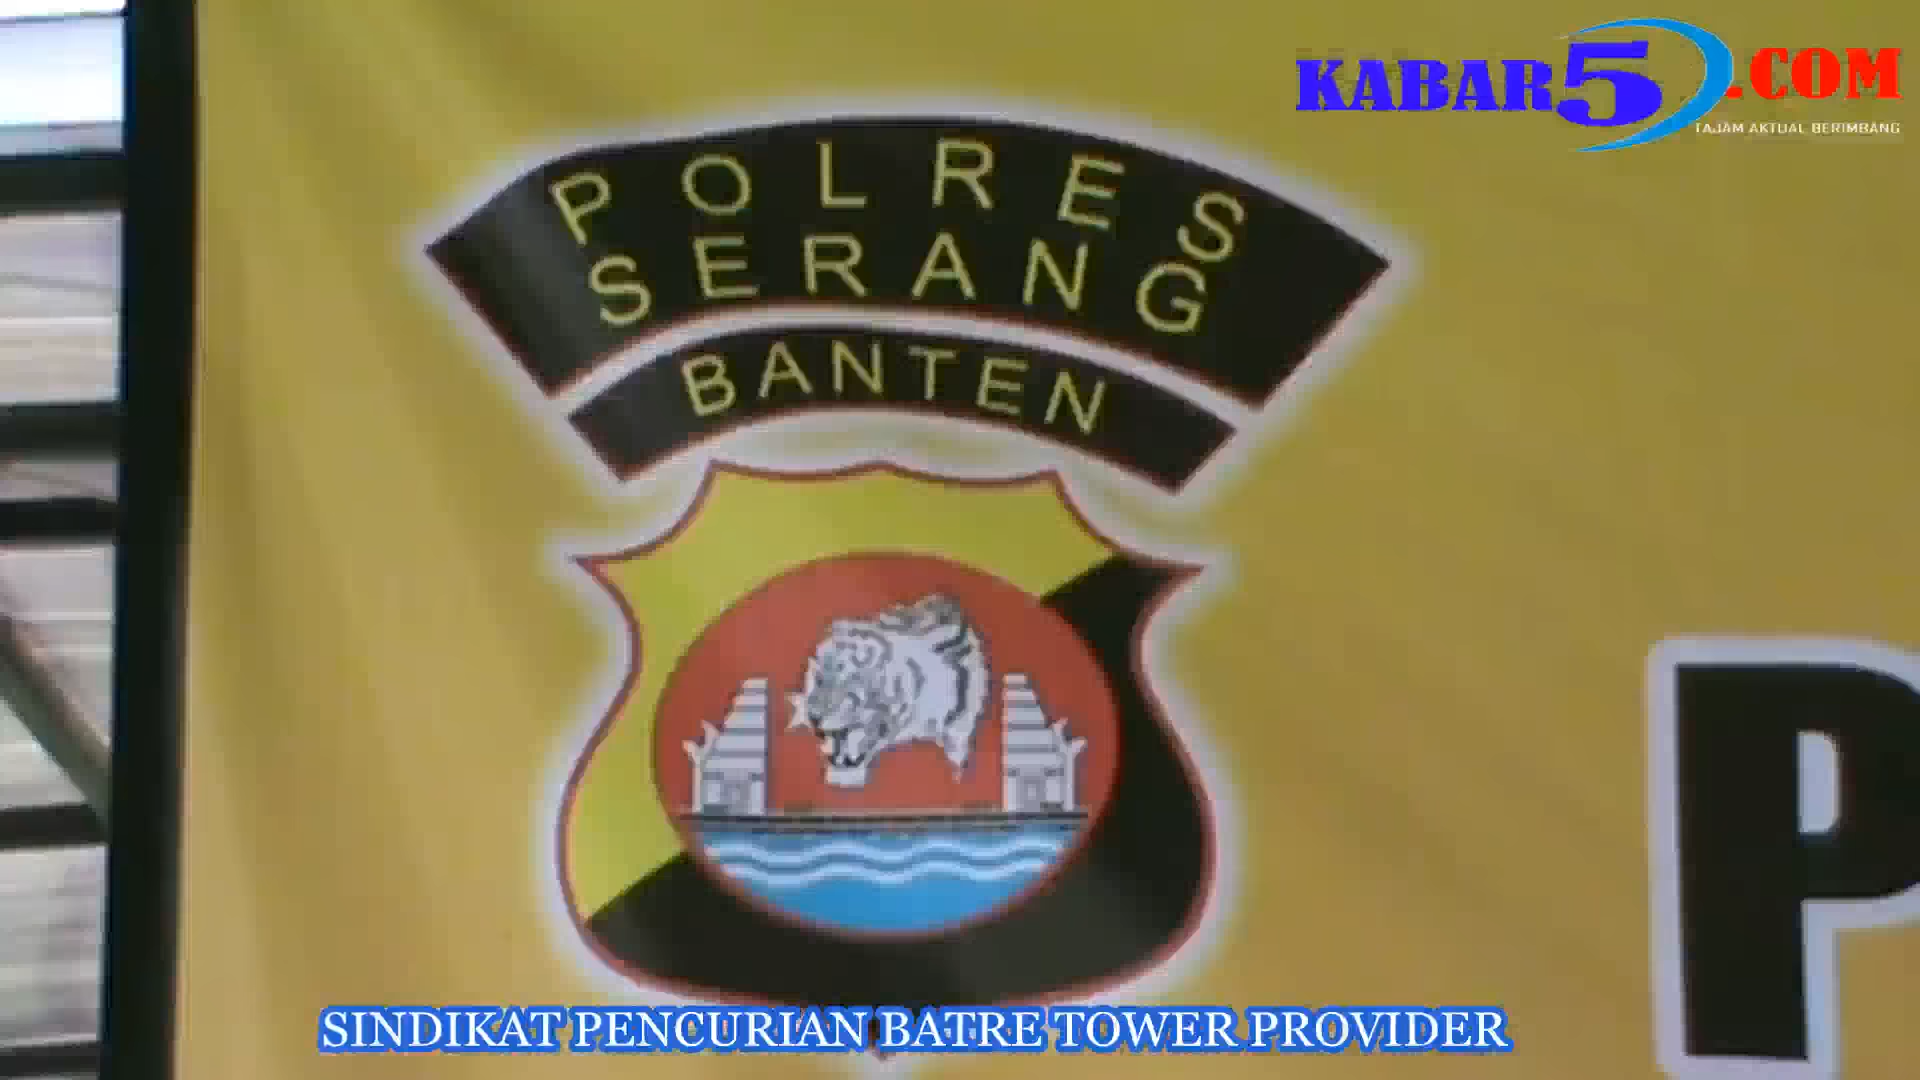 KABAR5.COM
TAJAM AKTUAL BERIMBANG
POLRES
SERANG
BANTEN
P
SINDIKAT PENCURIAN BATRE TOWER PROVIDER